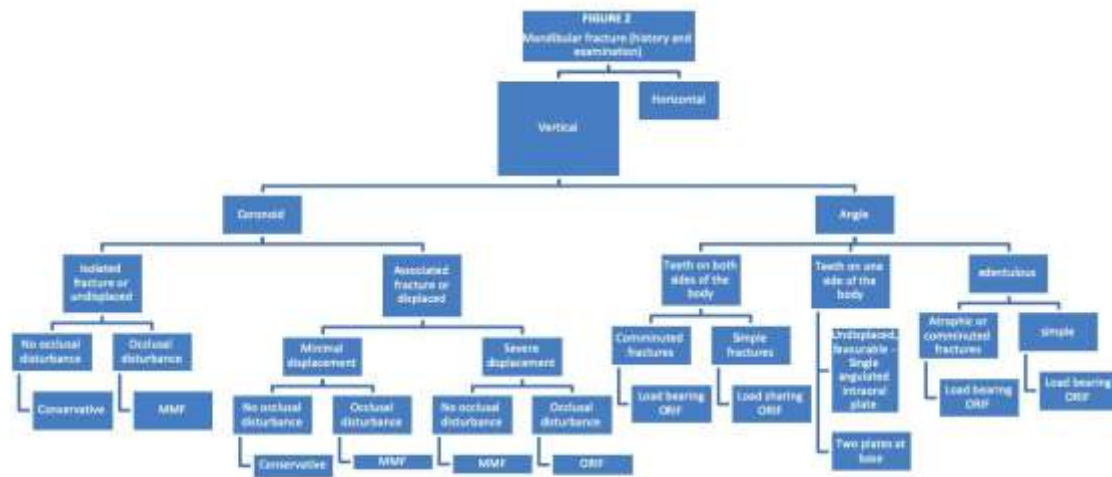 FIGURE 2
Mandibular fracture (history and
examination)
Vertical
Horizontal
Coronoid
Angle
Isolated
fracture or
undisplaced
Associated
fracture or
displaced
Teeth on both
sides of the
body
Teeth on one
side of the
body
edentulous
No occlusal
disturbance
Occlusal
disturbance
Minimal
displacement
Severe
displacement
Comminuted
fractures
Simple
fractures
Undisplaced,
favourable -
Single
angulated
intraoral
plate
Atrophic or
comminuted
fractures
simple
Conservative
MMF
No occlusal
disturbance
Occlusal
disturbance
No occlusal
disturbance
Occlusal
disturbance
Load bearing
ORIF
Load sharing
ORIF
Load bearing
ORIF
Load bearing
ORIF
Conservative
MMF
MMF
ORIF
Two plates at
base